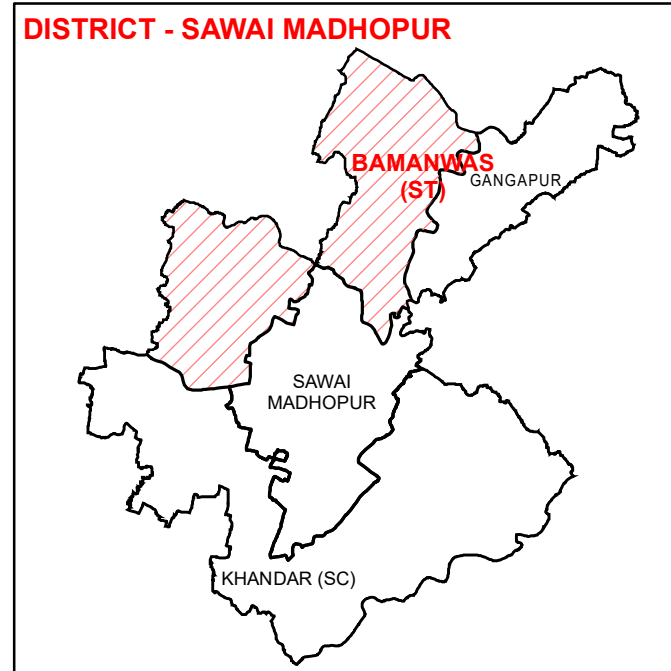 DISTRICT - SAWAI MADHOPUR
BAMANWAS
(ST)
GANGAPUR
SAWAI
MADHOPUR
KHANDAR (SC)